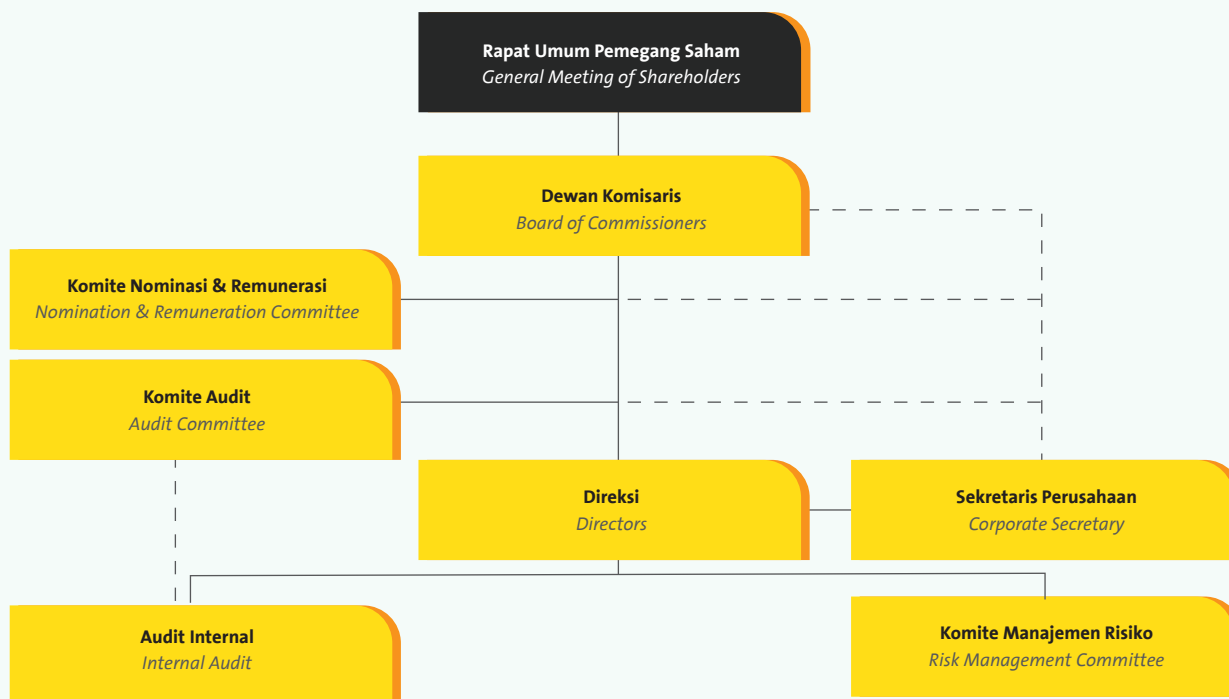 Rapat Umum Pemegang Saham
General Meeting of Shareholders
Dewan Komisaris
Board of Commissioners
Komite Nominasi & Remunerasi
Nomination & Remuneration Committee
Komite Audit
Audit Committee
Direksi
Directors
Sekretaris Perusahaan
Corporate Secretary
Audit Internal
Internal Audit
Komite Manajemen Risiko
Risk Management Committee